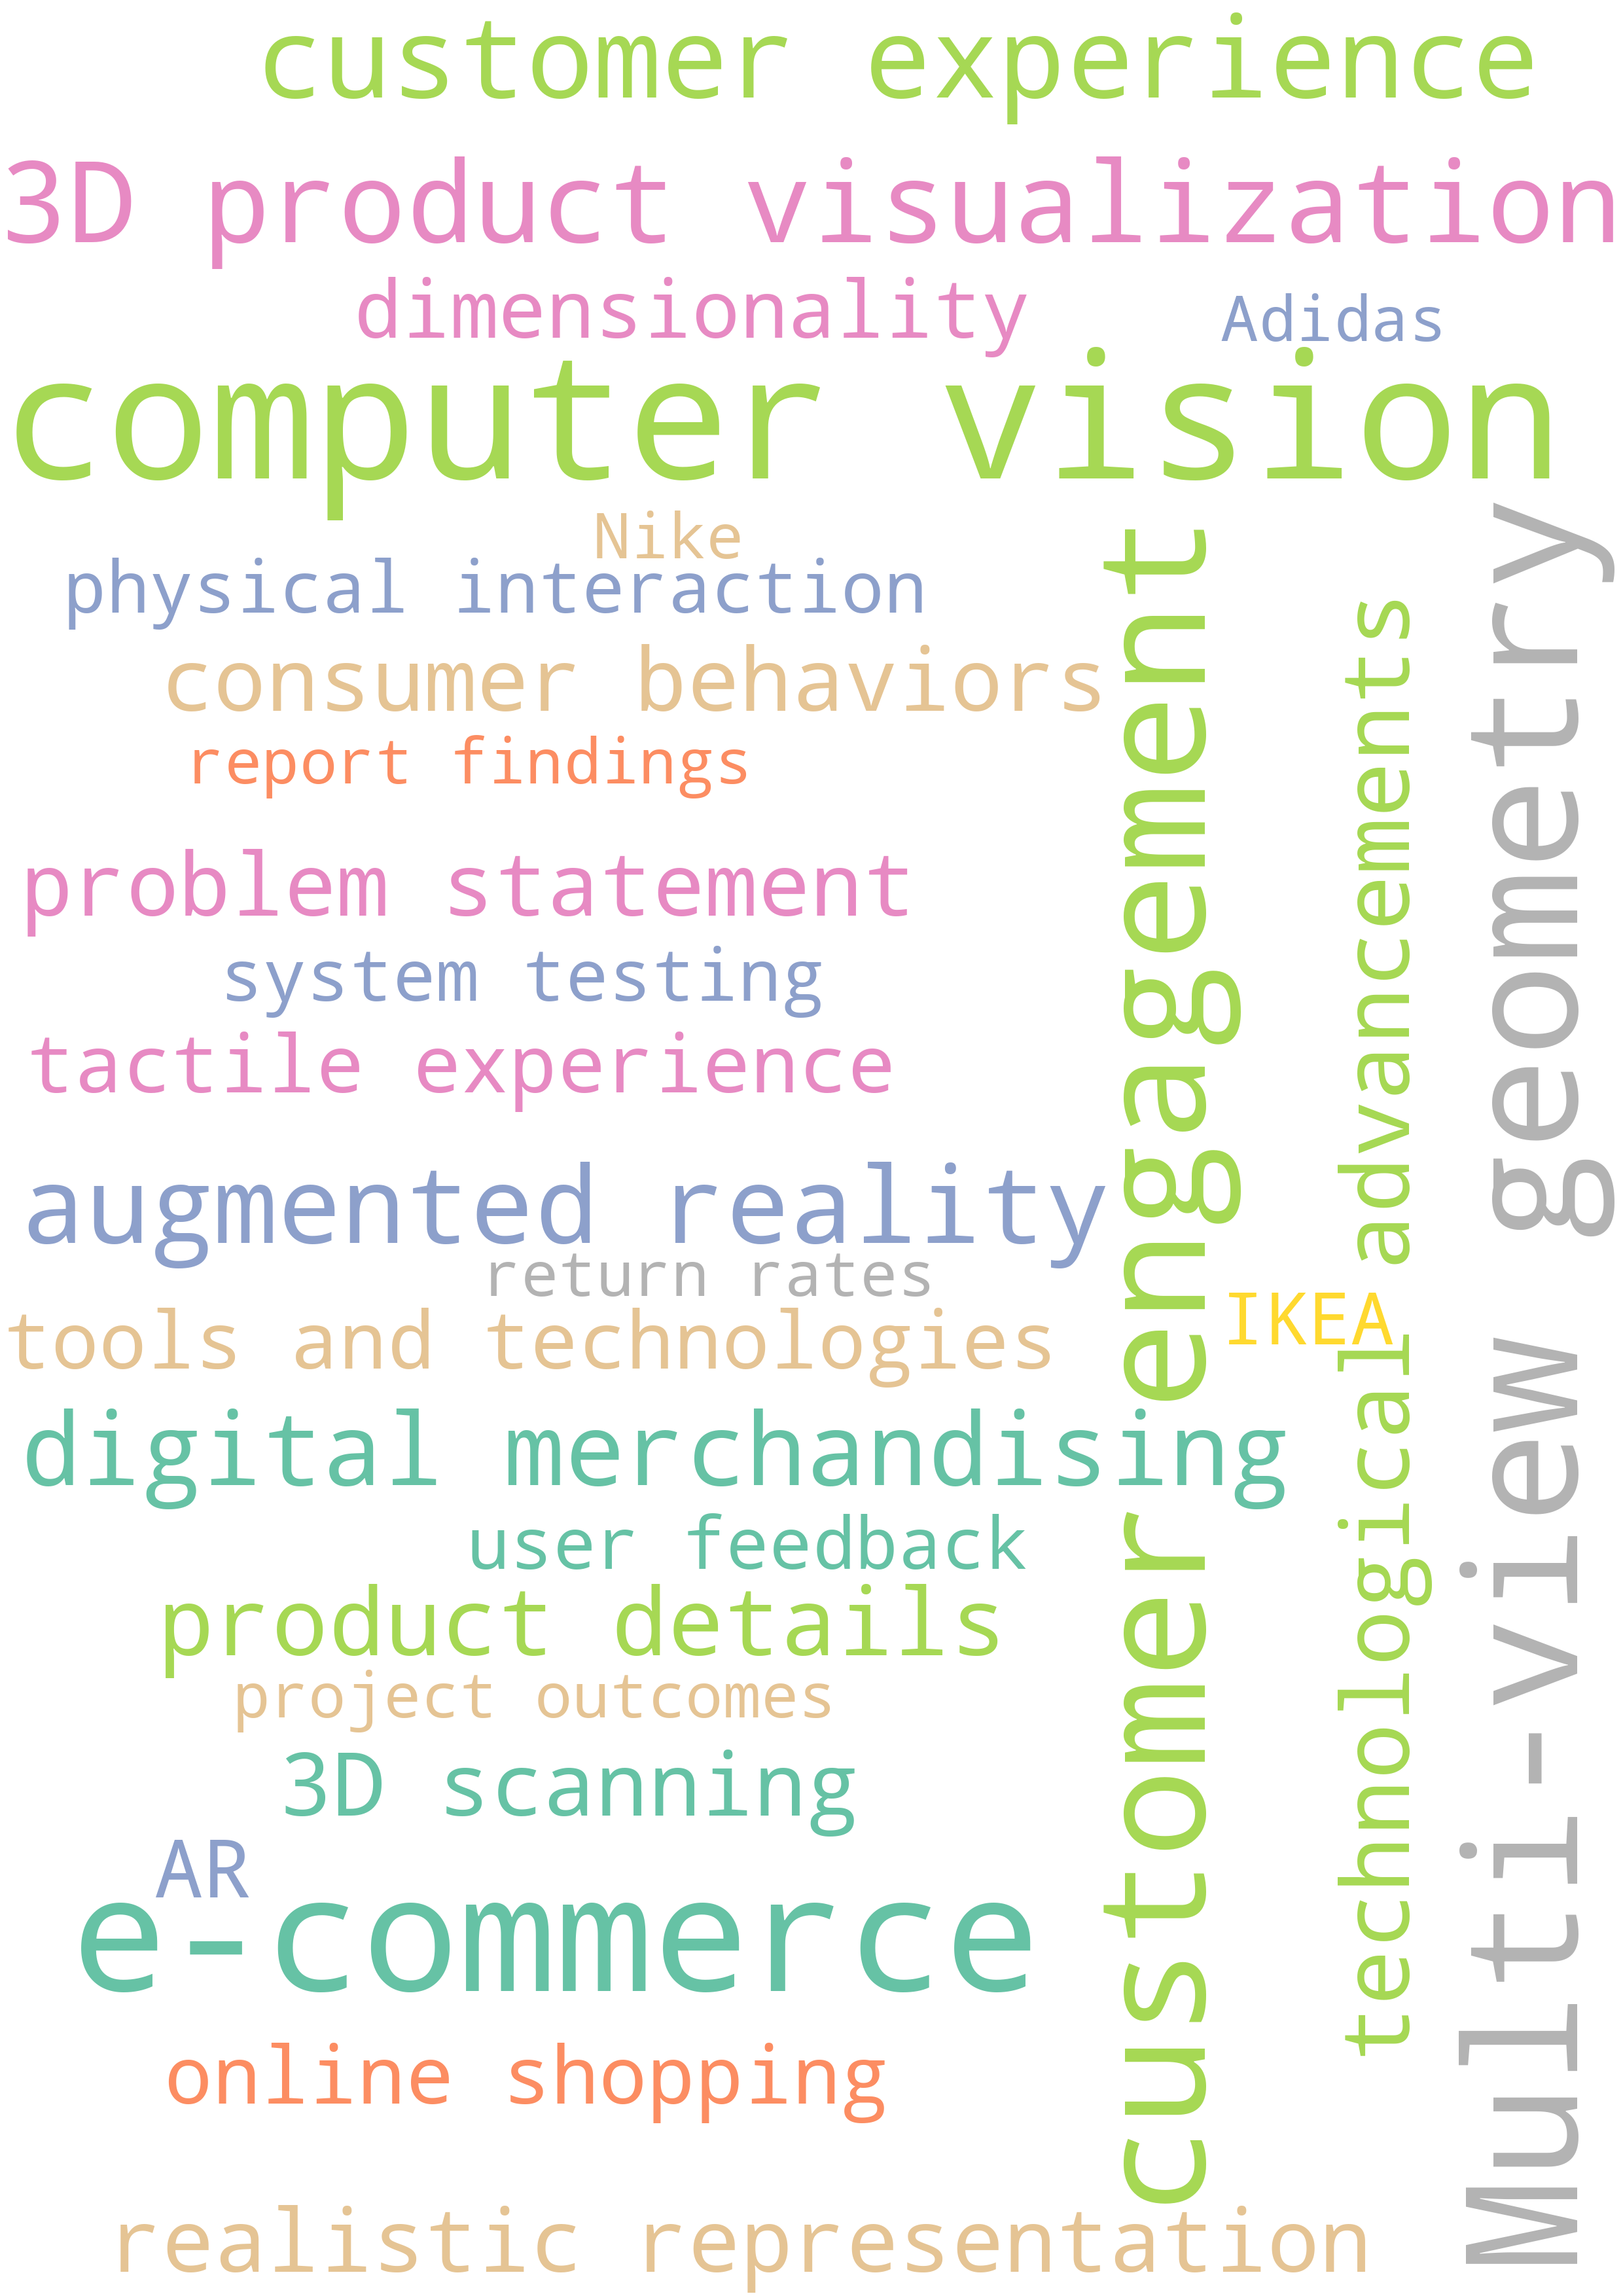 customer experience
3D product visualization
dimensionality
Adidas
computer vision
Nike
physical interaction
consumer behaviors
report findings
problem statement
system testing
tactile experience
augmented reality
return rates
IKEA
tools and technologies
digital merchandising
user feedback
product details
project outcomes
3D scanning
AR
e-commerce
online shopping
realistic representation
customer engagement
technological advancements
Multi-view geometry